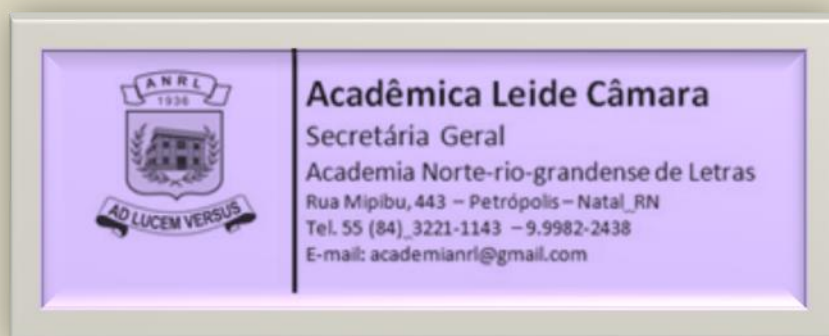 ANRL
1936
AD LUCEM VERSUS
Acadêmica Leide Câmara
Secretária Geral
Academia Norte-rio-grandense de Letras
Rua Mipibu, 443 – Petrópolis – Natal_RN
Tel. 55 (84)_3221-1143 – 9.9982-2438
E-mail: academianrl@gmail.com